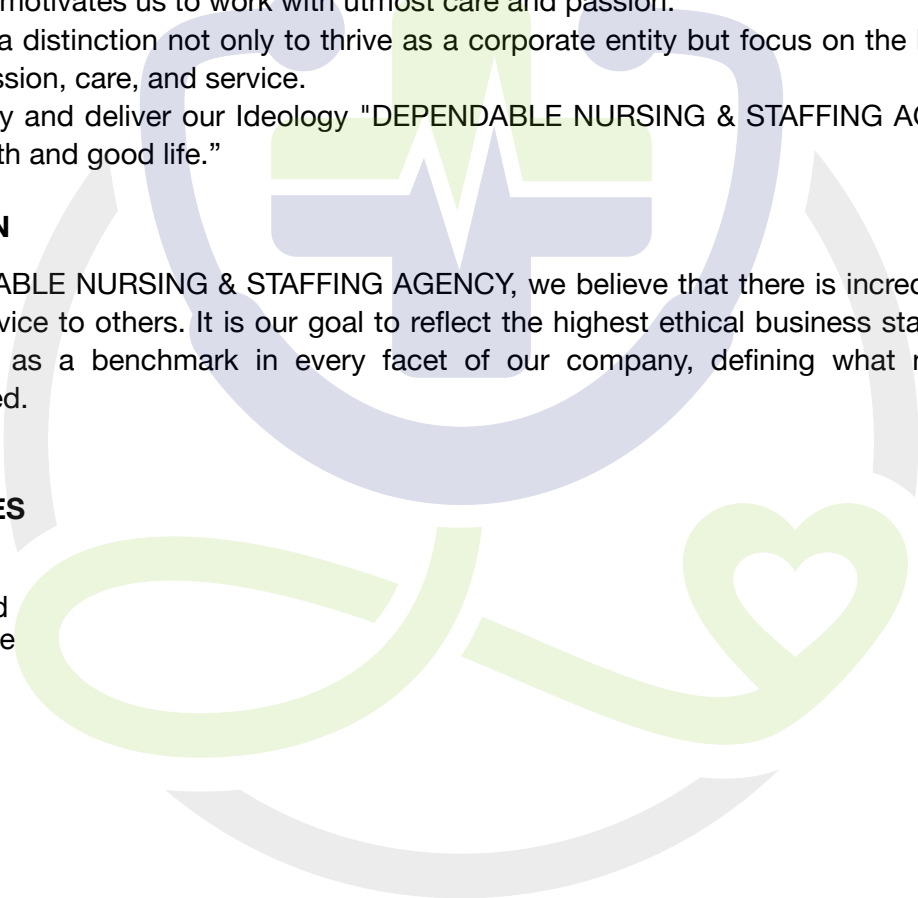 motivates us to work with utmost care and passion.
a distinction not only to thrive as a corporate entity but focus on the
ssion, care, and service.
y and deliver our Ideology "DEPENDABLE NURSING & STAFFING
th and good life.”
N
ABLE NURSING & STAFFING AGENCY, we believe that there is
vice to others. It is our goal to reflect the highest ethical business
as a benchmark in every facet of our company, defining what
ed.
ES
d
e